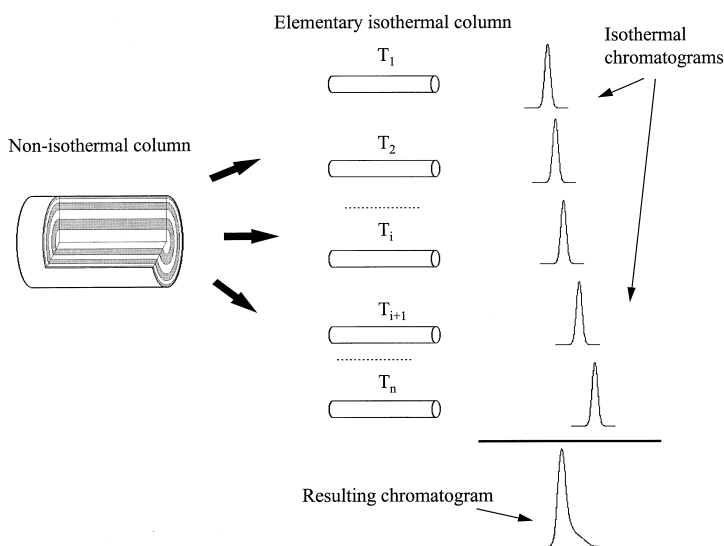 Elementary isothermal column
Isothermal
chromatograms
T1
T2
Non-isothermal column
Ti
Ti+1
Tn
Resulting chromatogram